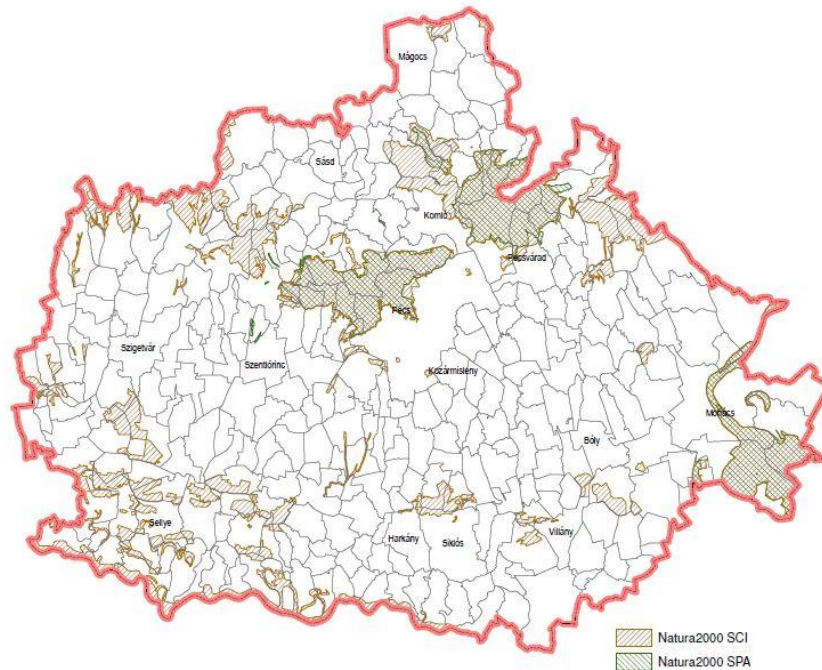 Mágocs
Sásd
Komló
Pécsvárad
Pécs
Szigetvár
Szentlőrinc
Kozármisleny
Mohács
Bóly
Sellye
Harkány
Siklós
Villány
Natura2000 SCI
Natura2000 SPA